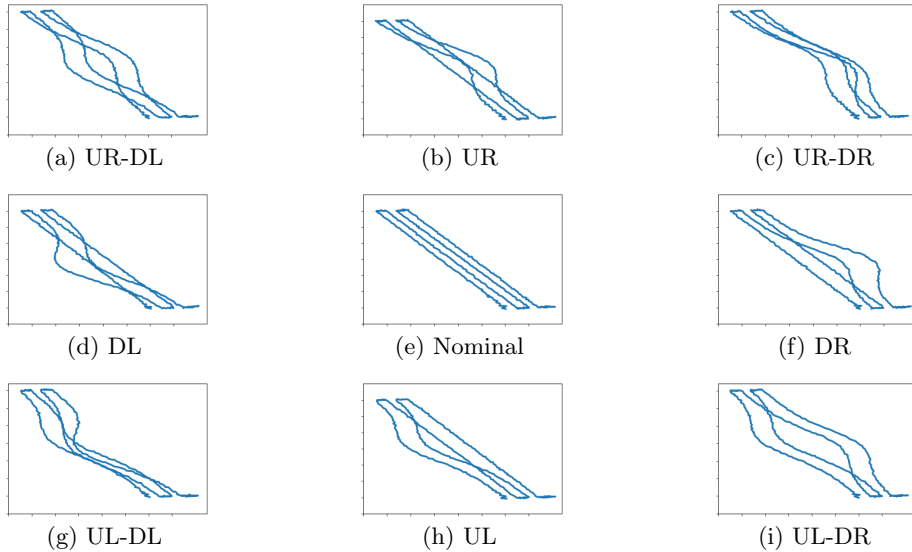 (a) UR-DL
(b) UR
(c) UR-DR
(d) DL
(e) Nominal
(f) DR
(g) UL-DL
(h) UL
(i) UL-DR